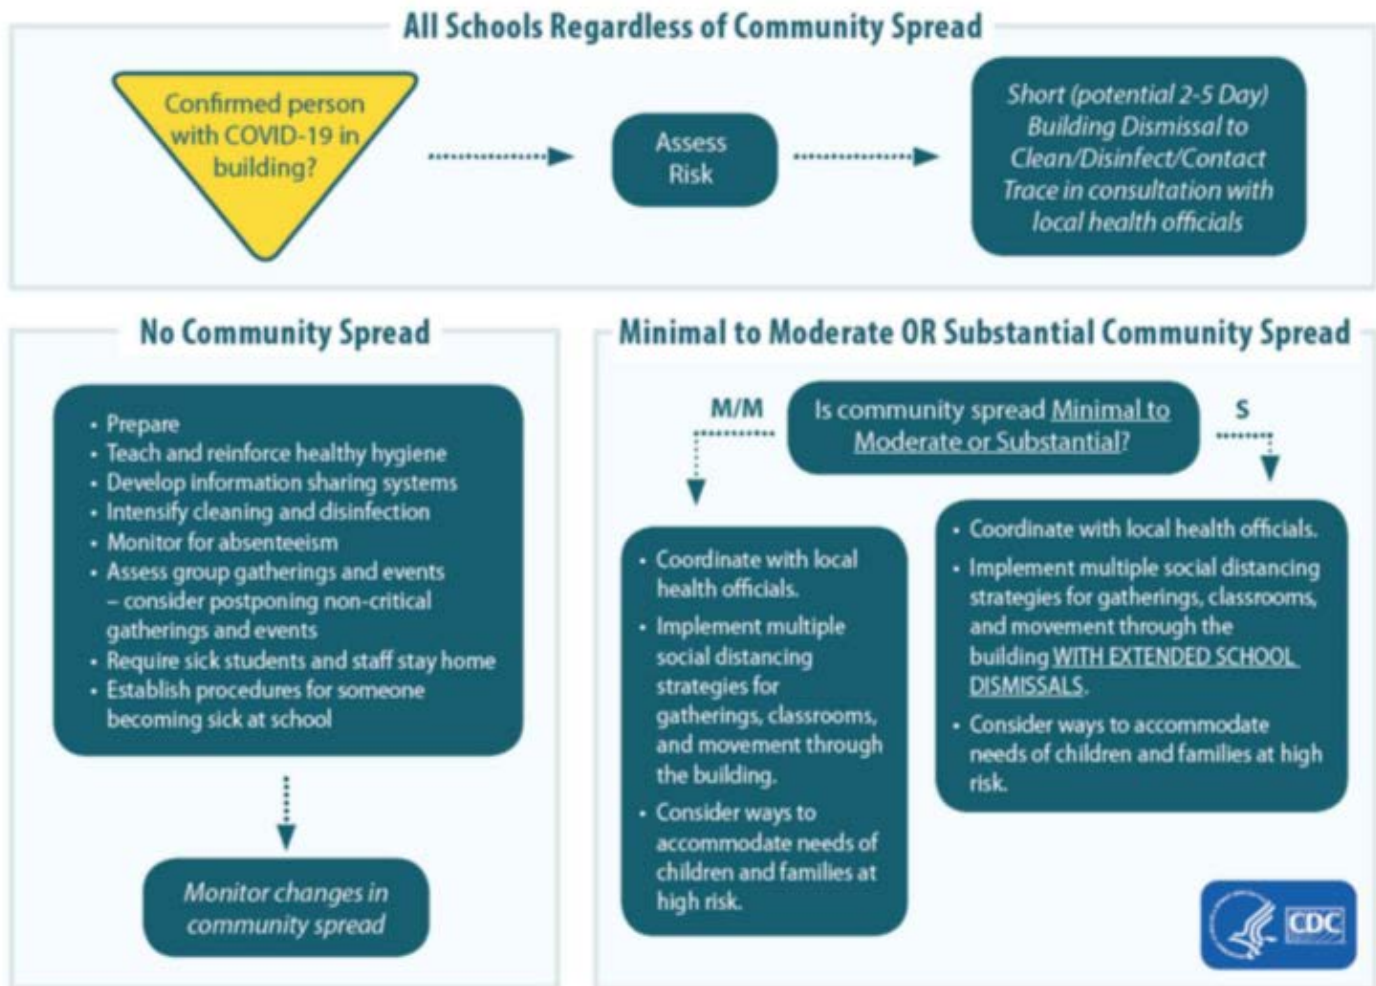 All Schools Regardless of Community Spread
Confirmed person
with COVID-19 in
building?
Assess
Risk
Short (potential 2-5 Day)
Building Dismissal to
Clean/Disinfect/Contact
Trace in consultation with
local health officials
No Community Spread
• Prepare
• Teach and reinforce healthy hygiene
• Develop information sharing systems
• Intensify cleaning and disinfection
• Monitor for absenteeism
• Assess group gatherings and events
– consider postponing non-critical
gatherings and events
• Require sick students and staff stay home
• Establish procedures for someone
becoming sick at school
Monitor changes in
community spread
Minimal to Moderate OR Substantial Community Spread
Is community spread Minimal to
Moderate or Substantial?
M/M
• Coordinate with local
health officials.
• Implement multiple
social distancing
strategies for
gatherings, classrooms,
and movement through
the building.
• Consider ways to
accommodate needs of
children and families at
high risk.
S
• Coordinate with local health officials.
• Implement multiple social distancing
strategies for gatherings, classrooms,
and movement through the
building WITH EXTENDED SCHOOL
DISMISSALS.
• Consider ways to accommodate
needs of children and families at high
risk.
CDC